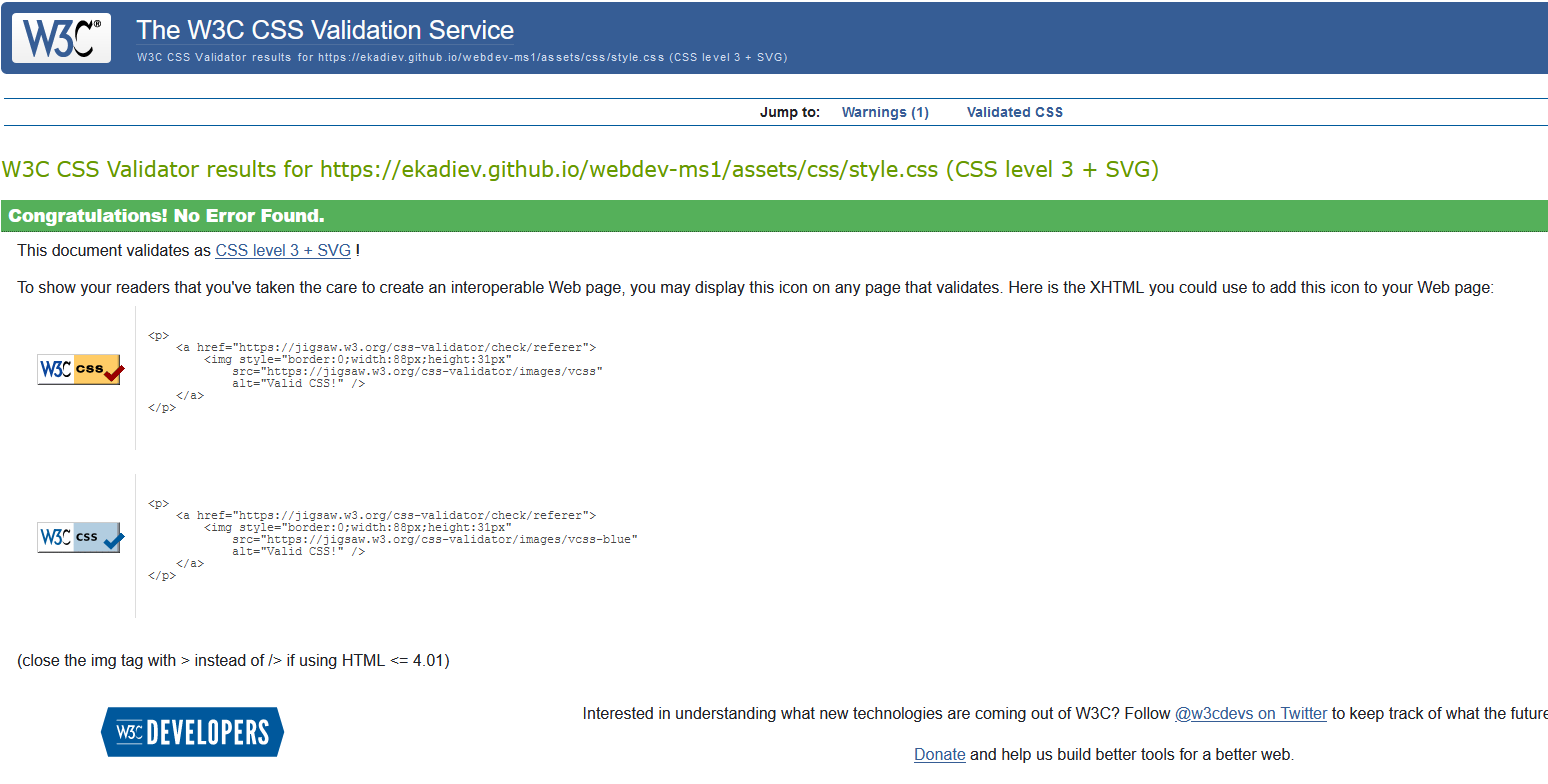 W3C®
The W3C CSS Validation Service
W3C CSS Validator results for https://ekadiev.github.io/webdev-ms1/assets/css/style.css (CSS level 3 + SVG)
Jump to: Warnings (1) Validated CSS
W3C CSS Validator results for https://ekadiev.github.io/webdev-ms1/assets/css/style.css (CSS level 3 + SVG)
Congratulations! No Error Found.
This document validates as CSS level 3 + SVG !
To show your readers that you've taken the care to create an interoperable Web page, you may display this icon on any page that validates. Here is the XHTML you could use to add this icon to your Web page:
W3C css
<p>
<a href="https://jigsaw.w3.org/css-validator/check/referer">
<img style="border:0;width:88px;height:31px"
src="https://jigsaw.w3.org/css-validator/images/vcss"
alt="Valid CSS!" />
</a>
</p>
W3C css
<p>
<a href="https://jigsaw.w3.org/css-validator/check/referer">
<img style="border:0;width:88px;height:31px"
src="https://jigsaw.w3.org/css-validator/images/vcss-blue"
alt="Valid CSS!" />
</a>
</p>
(close the img tag with > instead of /> if using HTML <= 4.01)
W3C DEVELOPERS
Interested in understanding what new technologies are coming out of W3C? Follow @w3cdevs on Twitter to keep track of what the future
Donate and help us build better tools for a better web.